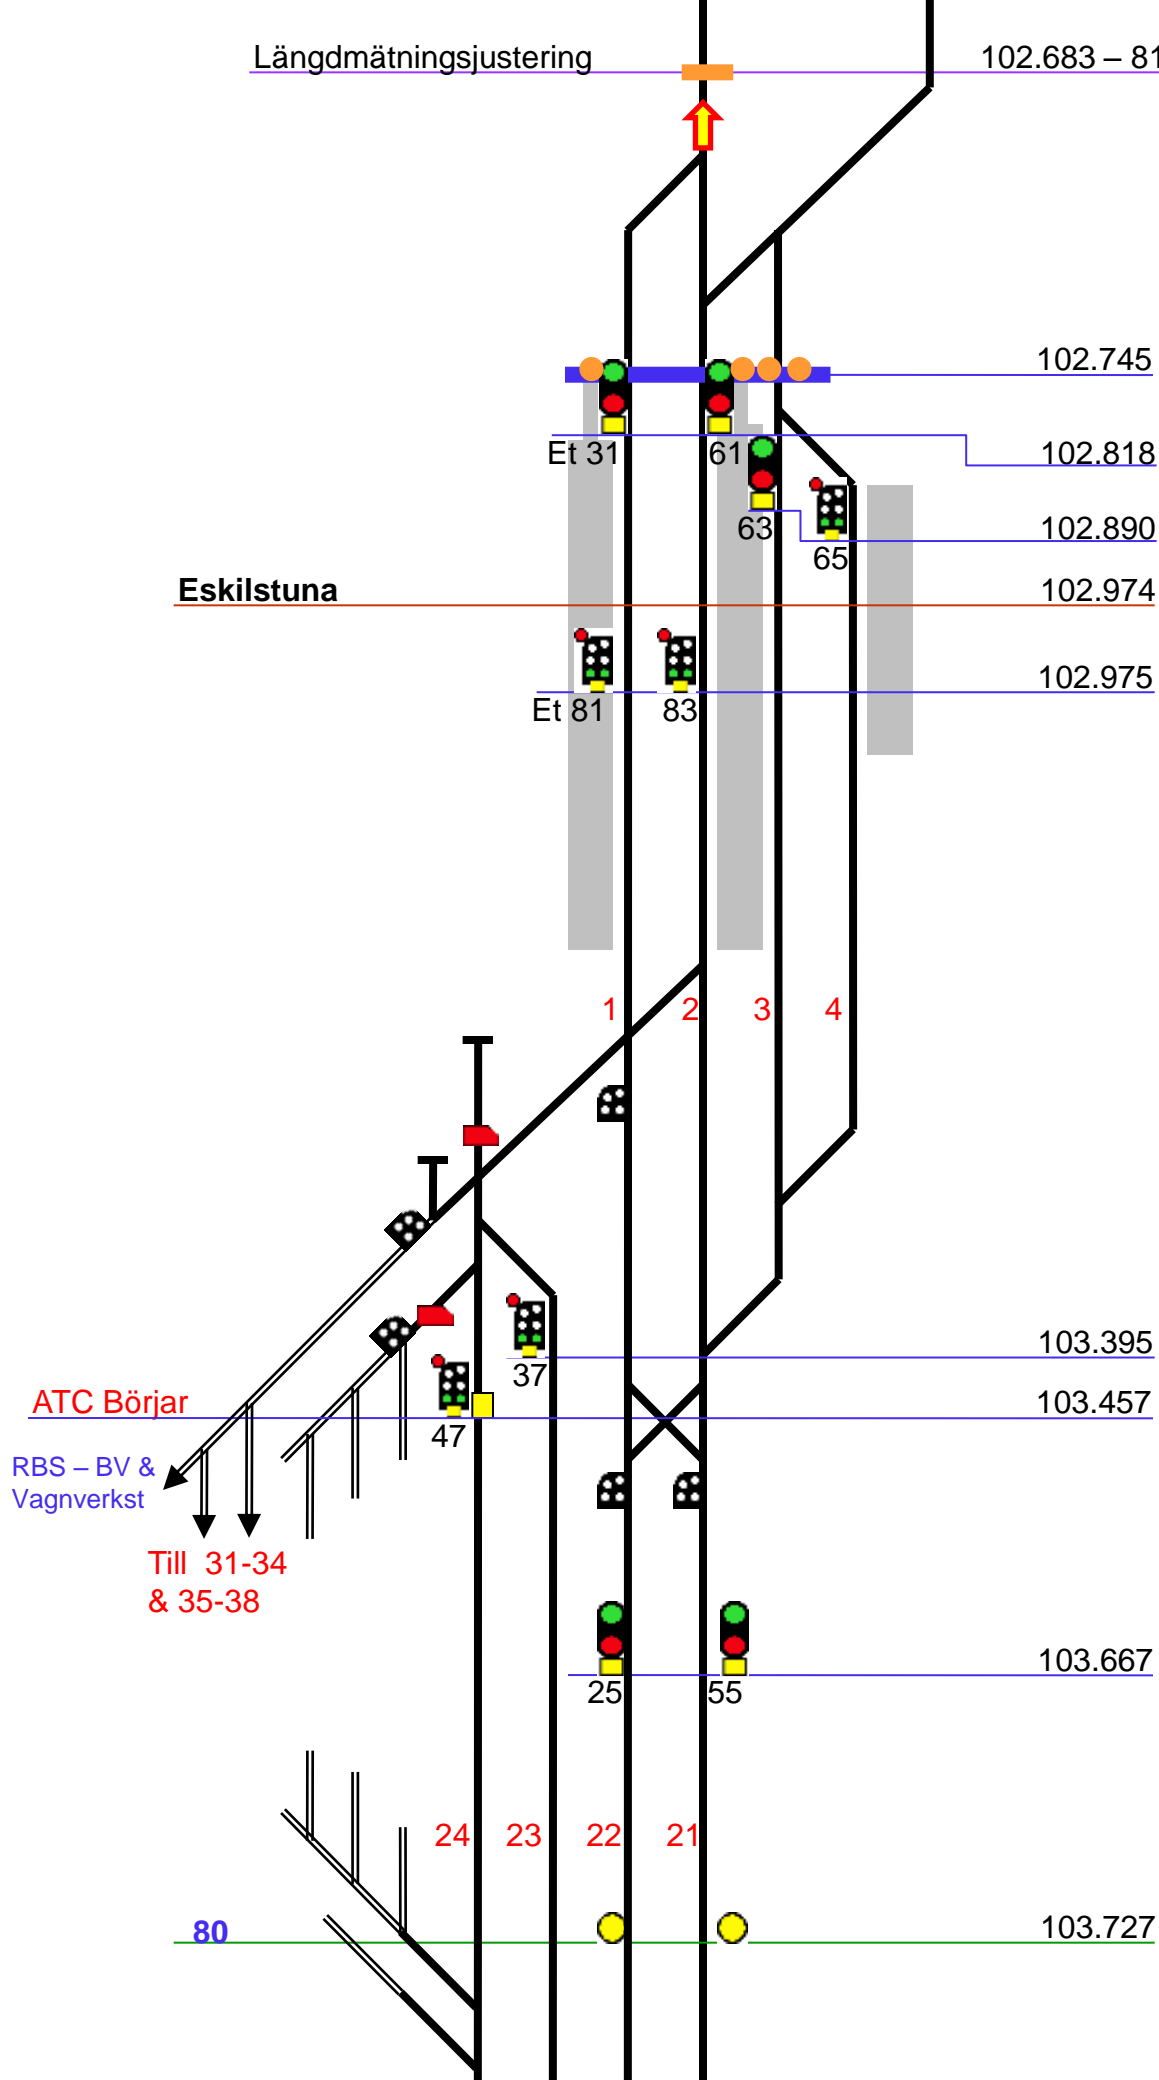 Längdmätningsjustering 102.683 – 81
102.745
Et 31 61 102.818
63 102.890
65
Eskilstuna 102.974
102.975
Et 81 83
1 2 3 4
103.395
37
ATC Börjar 103.457
47
RBS – BV &
Vagnverkst
Till 31-34
& 35-38
103.667
25 55
24 23 22 21
80 103.727